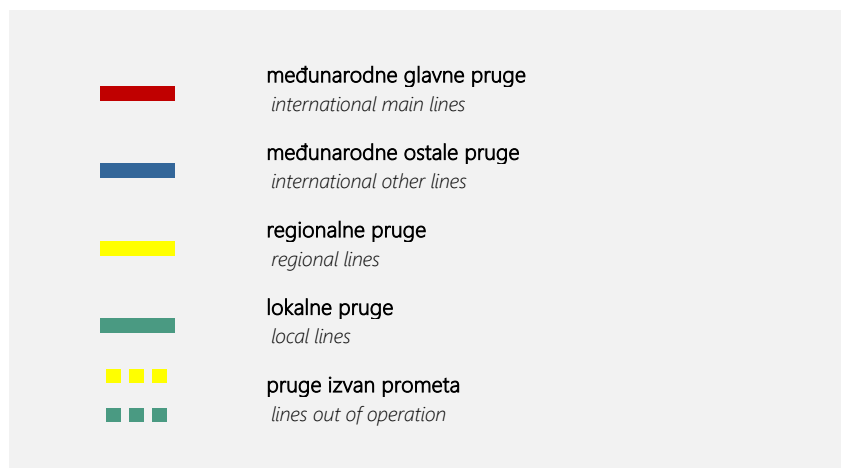 međunarodne glavne pruge
international main lines
međunarodne ostale pruge
international other lines
regionalne pruge
regional lines
lokalne pruge
local lines
pruge izvan prometa
lines out of operation